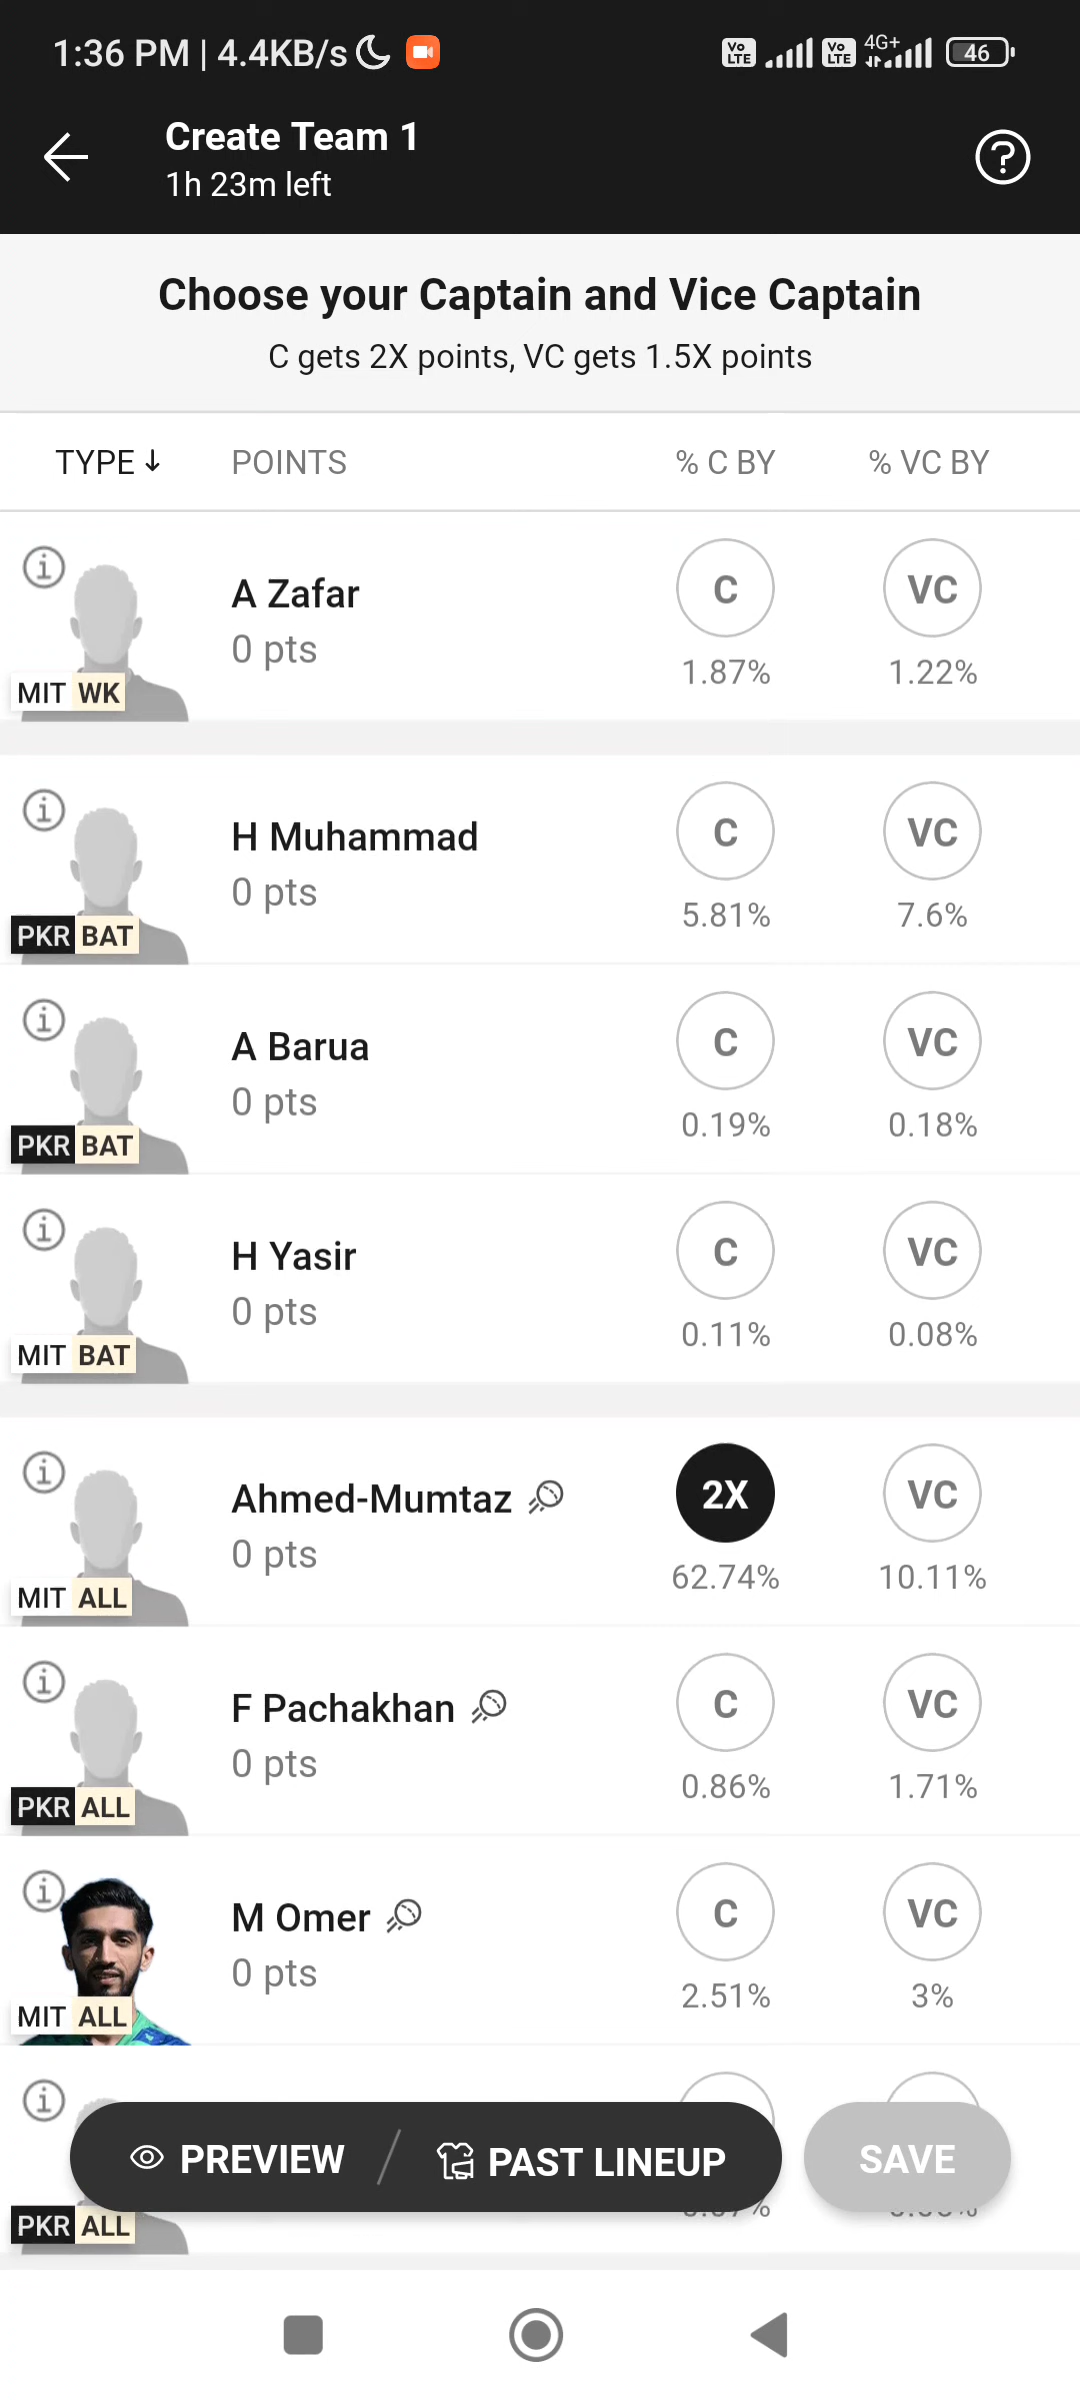 1:36 PM | 4.4KB/s
Vo LTE Vo LTE 4G+ 46
Create Team 1
1h 23m left
Choose your Captain and Vice Captain
C gets 2X points, VC gets 1.5X points
TYPE ↓ POINTS % C BY % VC BY
A Zafar C VC
0 pts 1.87% 1.22%
MIT WK
H Muhammad C VC
0 pts 5.81% 7.6%
PKR BAT
A Barua C VC
0 pts 0.19% 0.18%
PKR BAT
H Yasir C VC
0 pts 0.11% 0.08%
MIT BAT
Ahmed-Mumtaz 2X VC
0 pts 62.74% 10.11%
MIT ALL
F Pachakhan C VC
0 pts 0.86% 1.71%
PKR ALL
M Omer C VC
0 pts 2.51% 3%
MIT ALL
PREVIEW / PAST LINEUP SAVE
PKR ALL